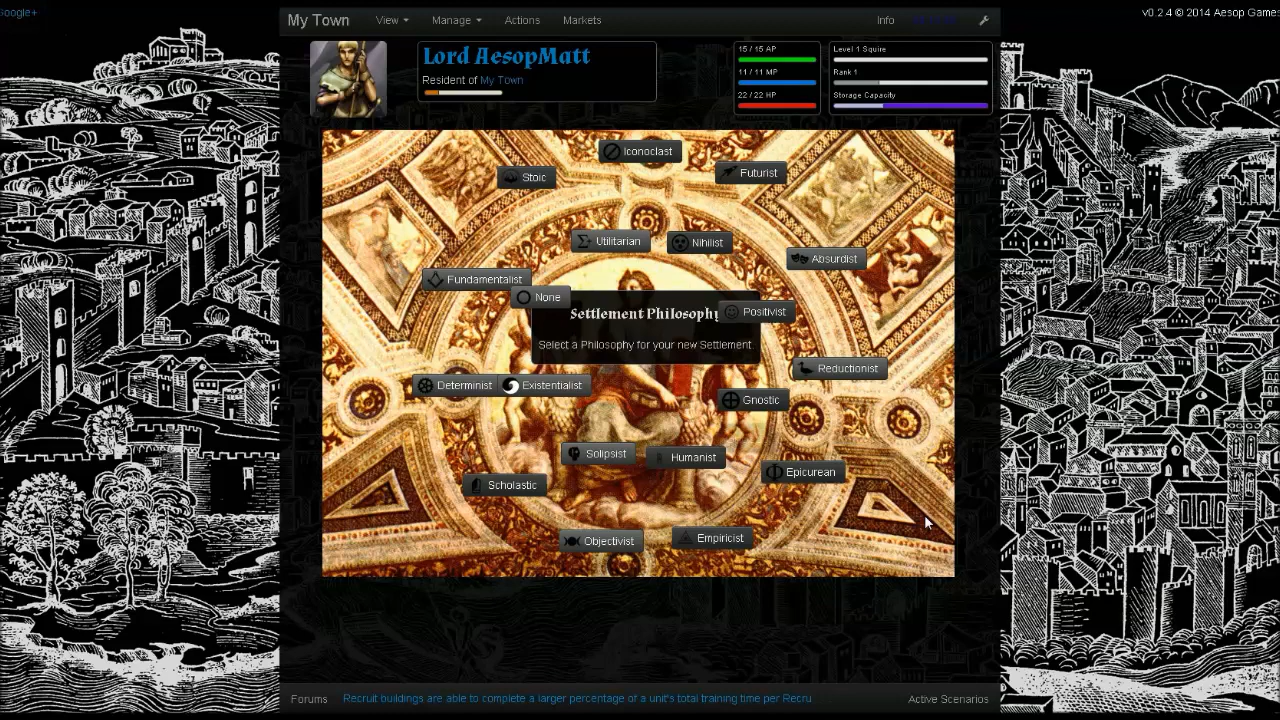 Google+
My Town
View
Manage
Actions
Markets
Info
v0.2.4 © 2014 Aesop Games
Lord AesopMatt
Resident of My Town
15 / 15 AP
11 / 11 MP
22 / 22 HP
Level 1 Squire
Rank 1
Storage Capacity
Iconoclast
Stoic
Futurist
Utilitarian
Nihilist
Absurdist
Fundamentalist
None
Settlement Philosophy
Positivist
Select a Philosophy for your new Settlement.
Reductionist
Determinist
Existentialist
Gnostic
Solipsist
Humanist
Epicurean
Scholastic
Objectivist
Empiricist
Forums
Recruit buildings are able to complete a larger percentage of a unit's total training time per Recru
Active Scenarios